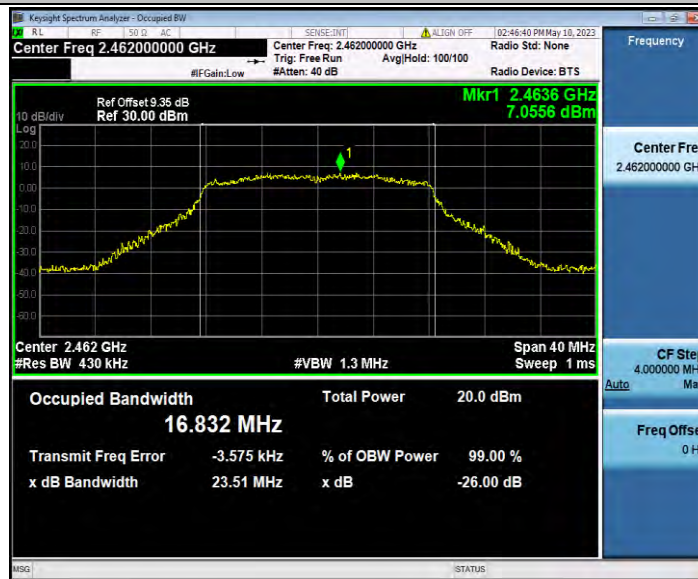 Keysight Spectrum Analyzer - Occupied BW
RL RF 50 Ω AC SENSE:INT ALIGN OFF 02:46:40 PM May 10, 2023
Center Freq 2.462000000 GHz
Center Freq: 2.462000000 GHz
Radio Std: None
Trig: Free Run Avg|Hold: 100/100
#IFGain:Low #Atten: 40 dB Radio Device: BTS
Frequency
Ref Offset 9.35 dB
10 dB/div Ref 30.00 dBm
Mkr1 2.4636 GHz
7.0556 dBm
Log
20.0
10.0
0.00
-10.0
-20.0
-30.0
-40.0
-50.0
-60.0
1
Center Fre
2.462000000 GH
Center 2.462 GHz Span 40 MHz
#Res BW 430 kHz #VBW 1.3 MHz Sweep 1 ms
CF Ste
4.000000 MH
Auto Ma
Occupied Bandwidth Total Power 20.0 dBm
16.832 MHz
Transmit Freq Error -3.575 kHz % of OBW Power 99.00 %
x dB Bandwidth 23.51 MHz x dB -26.00 dB
Freq Offse
0 H
MSG STATUS